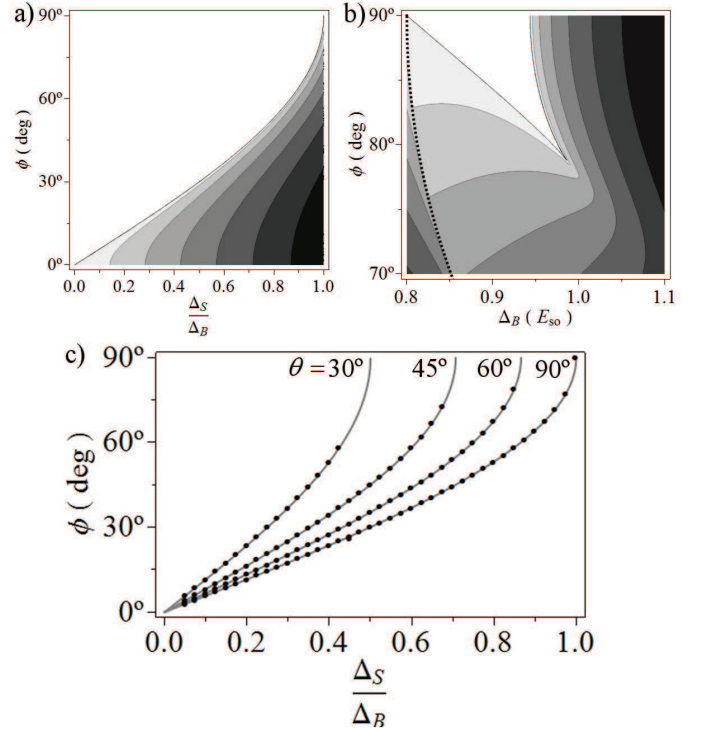 a)
90º
60º
30º
0º
ϕ ( deg )
0.0 0.2 0.4 0.6 0.8 1.0
Δ_S
Δ_B
b)
90º
80º
70º
ϕ ( deg )
0.8 0.9 1.0 1.1
Δ_B ( E_so )
c)
θ = 30º 45º 60º 90º
90º
60º
30º
0º
ϕ ( deg )
0.0 0.2 0.4 0.6 0.8 1.0
Δ_S
Δ_B